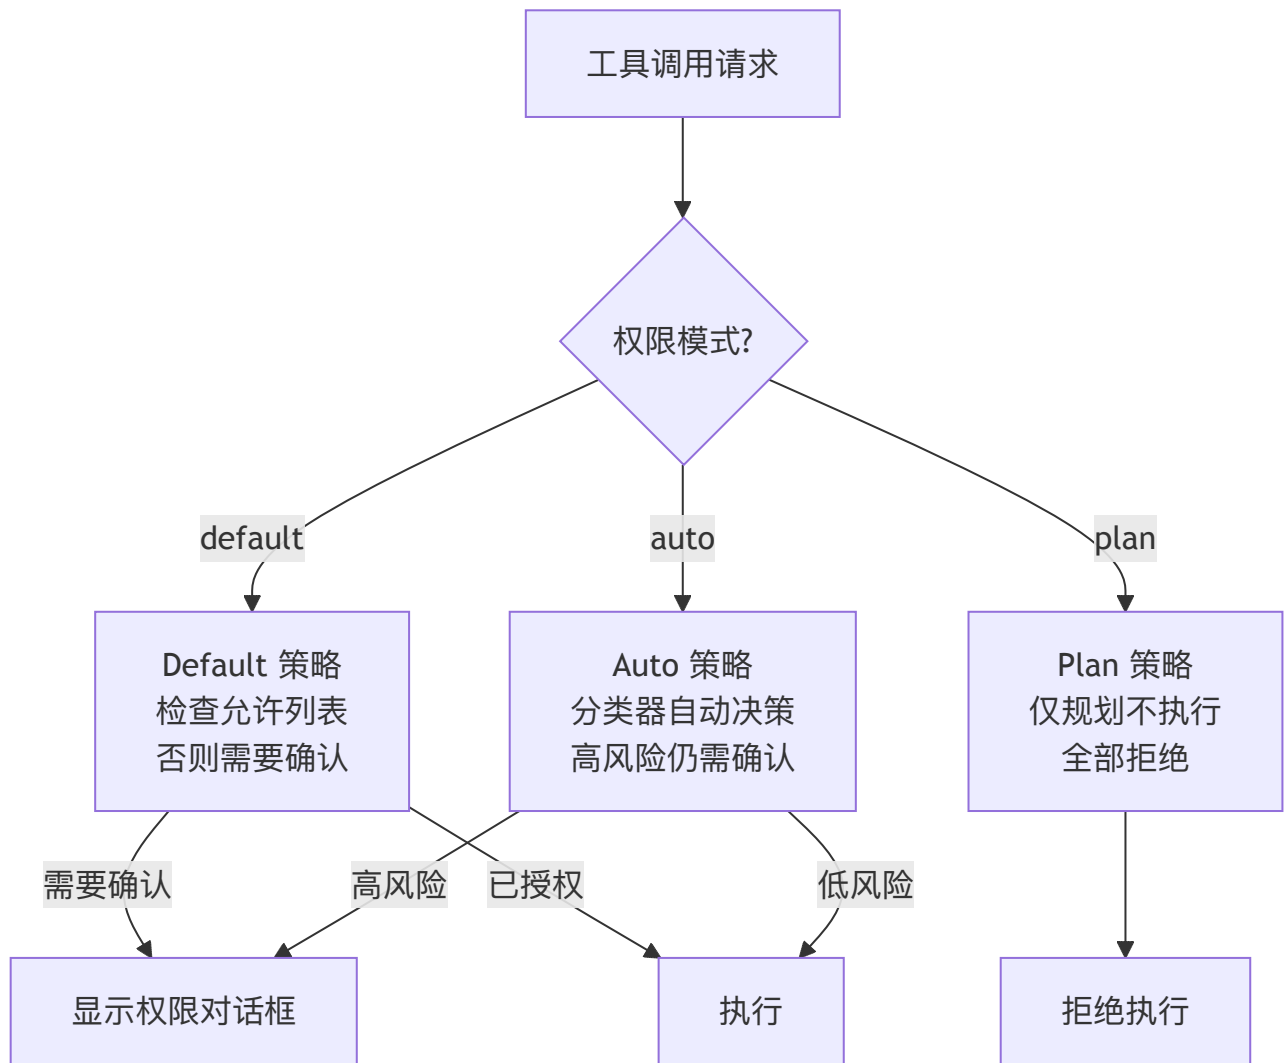 工具调用请求
权限模式?
default
auto
plan
Default 策略
检查允许列表
否则需要确认
Auto 策略
分类器自动决策
高风险仍需确认
Plan 策略
仅规划不执行
全部拒绝
需要确认
高风险
已授权
低风险
显示权限对话框
执行
拒绝执行